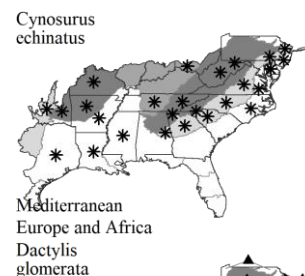 Cynosurus
echinatus
Mediterranean
Europe and Africa
Dactylis
glomerata